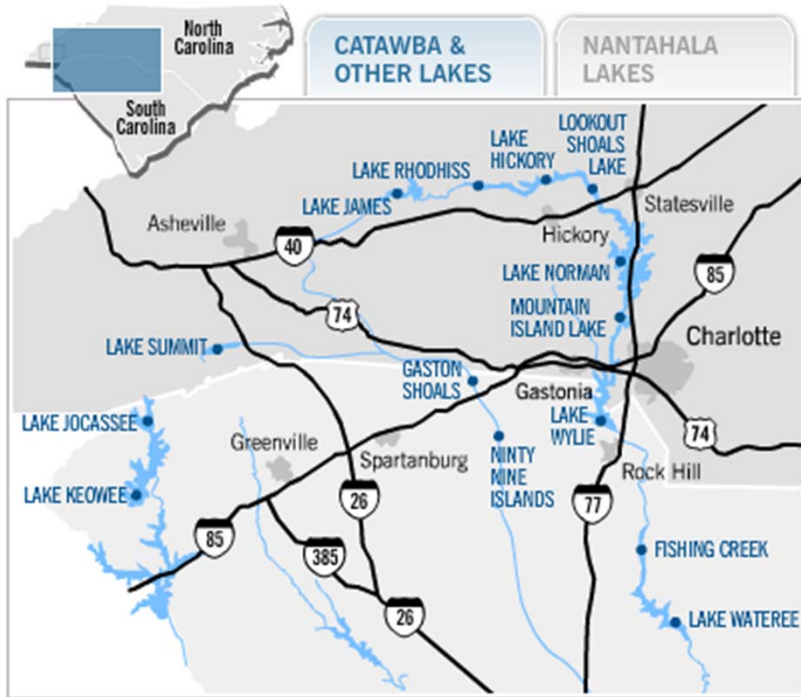 North
Carolina
South
Carolina
CATAWBA &
OTHER LAKES
NANTAHALA
LAKES
LOOKOUT
SHOALS
LAKE
LAKE
HICKORY
LAKE RHODHISS
LAKE JAMES
Statesville
Asheville
Hickory
40
LAKE NORMAN
85
74
MOUNTAIN
ISLAND LAKE
Charlotte
LAKE SUMMIT
GASTON
SHOALS
Gastonia
LAKE
WYLIE
LAKE JOCASSEE
Greenville
Spartanburg
74
NINTY
NINE
ISLANDS
Rock Hill
LAKE KEOWEE
26
77
85
385
FISHING CREEK
26
LAKE WATEREE